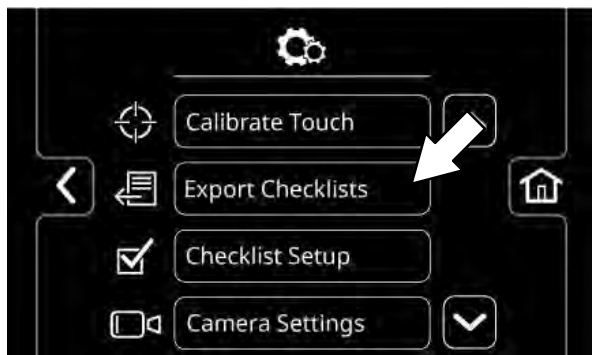 Calibrate Touch
Export Checklists
Checklist Setup
Camera Settings